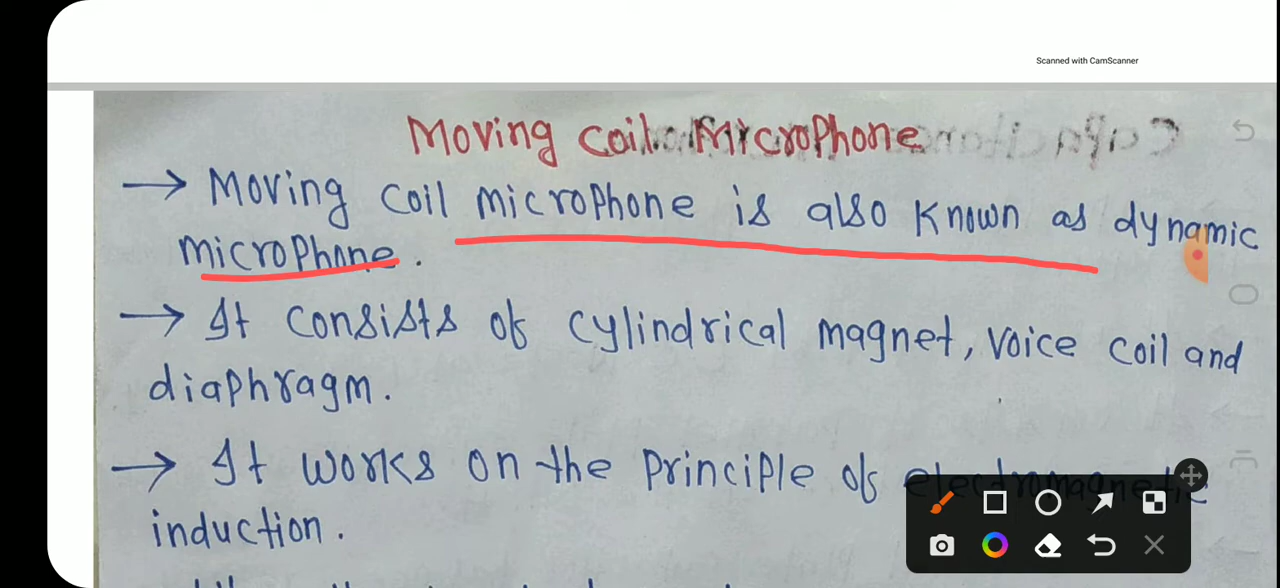 Scanned with CamScanner
Moving Coil Microphone
→ Moving Coil microphone is also known as dynamic
microphone.
→ It consists of cylindrical magnet, voice coil and
diaphragm.
→ It works on the principle of electromagnetic
induction.